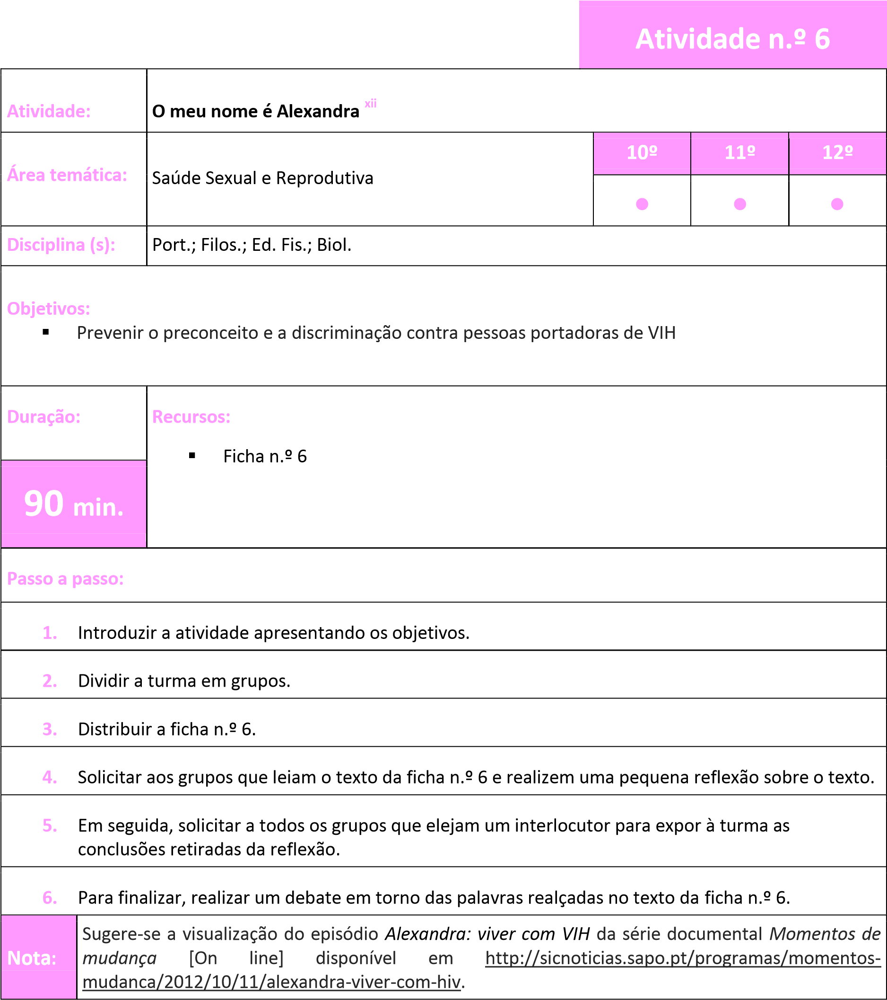 Atividade n.º 6
Atividade:
O meu nome é Alexandra xii
Área temática:
Saúde Sexual e Reprodutiva
10º 11º 12º
Disciplina (s):
Port.; Filos.; Ed. Fis.; Biol.
Objetivos:
▪ Prevenir o preconceito e a discriminação contra pessoas portadoras de VIH
Duração:
90 min.
Recursos:
▪ Ficha n.º 6
Passo a passo:
1. Introduzir a atividade apresentando os objetivos.
2. Dividir a turma em grupos.
3. Distribuir a ficha n.º 6.
4. Solicitar aos grupos que leiam o texto da ficha n.º 6 e realizem uma pequena reflexão sobre o texto.
5. Em seguida, solicitar a todos os grupos que elejam um interlocutor para expor à turma as
conclusões retiradas da reflexão.
6. Para finalizar, realizar um debate em torno das palavras realçadas no texto da ficha n.º 6.
Nota:
Sugere-se a visualização do episódio Alexandra: viver com VIH da série documental Momentos de
mudança [On line] disponível em http://sicnoticias.sapo.pt/programas/momentos-
mudanca/2012/10/11/alexandra-viver-com-hiv.